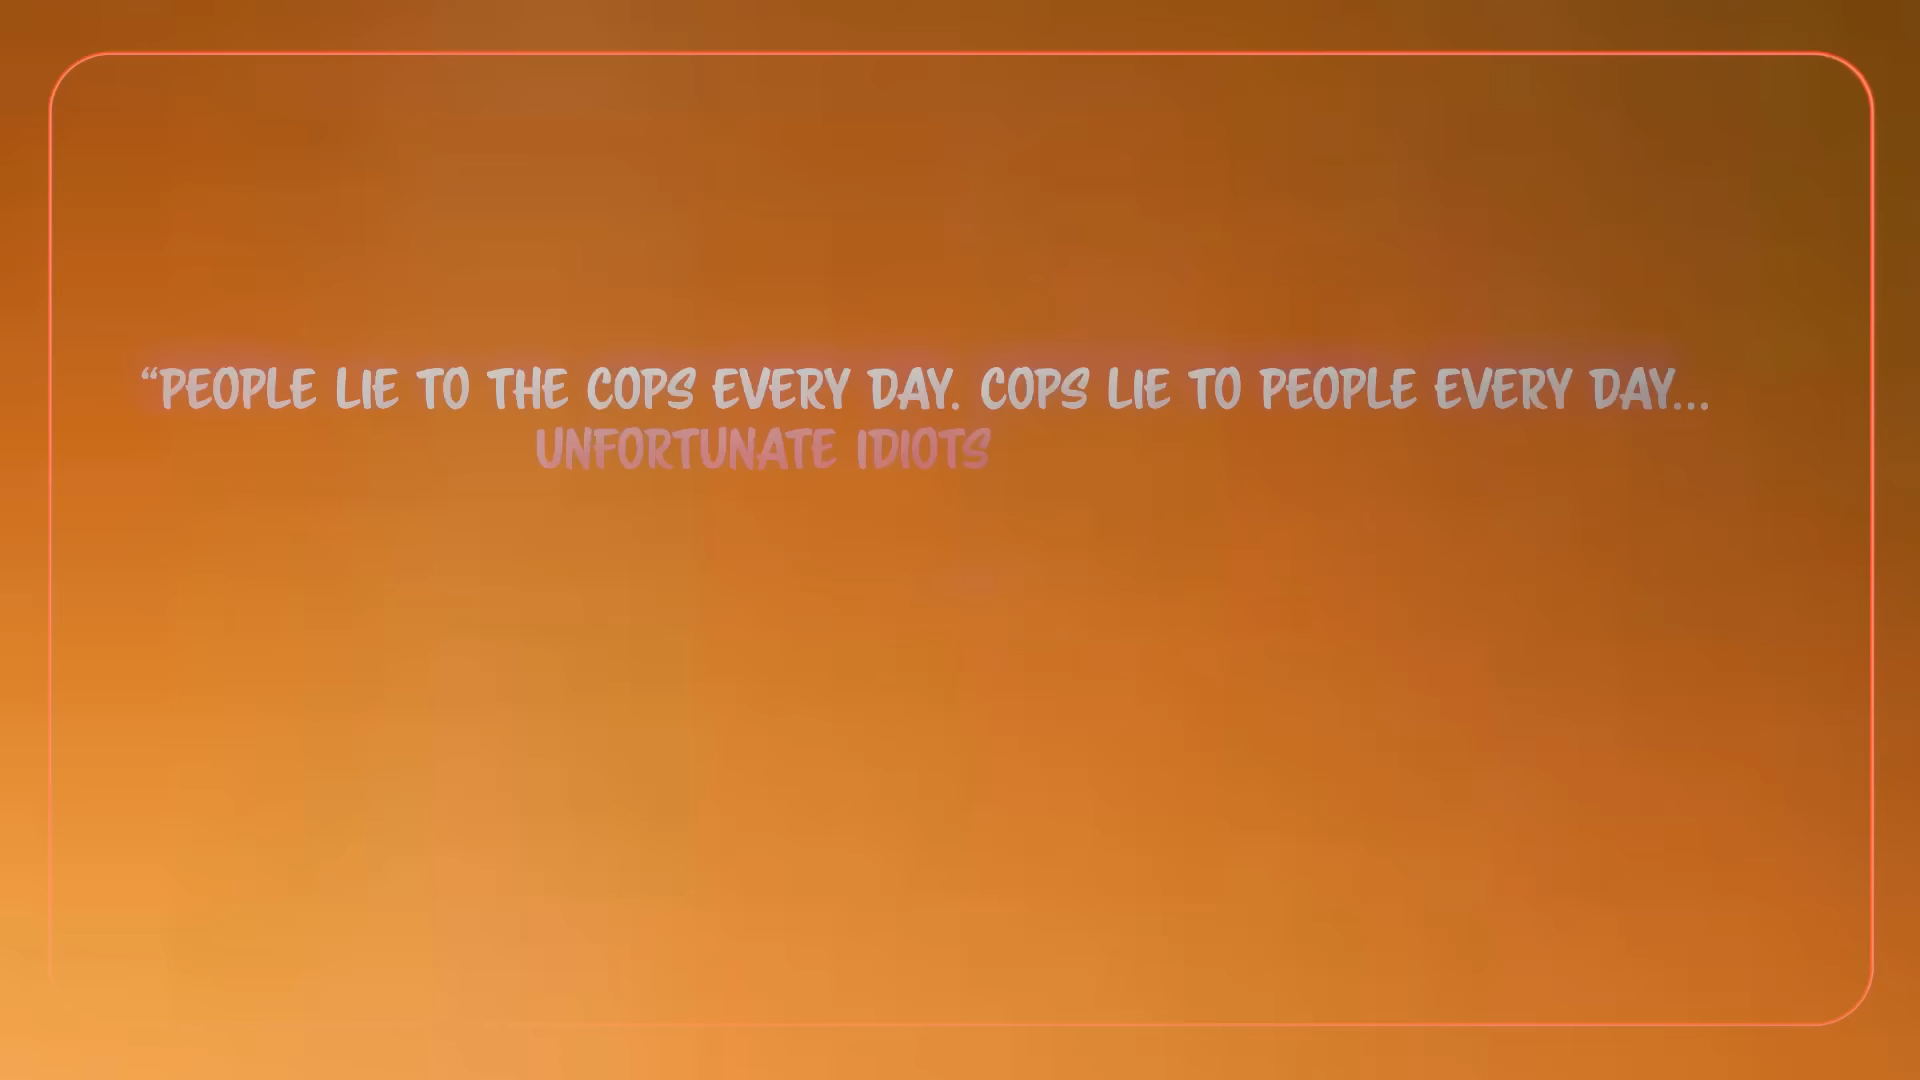 “PEOPLE LIE TO THE COPS EVERY DAY. COPS LIE TO PEOPLE EVERY DAY...
UNFORTUNATE IDIOTS